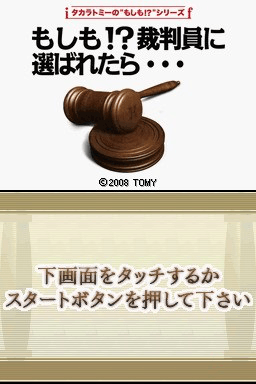 i タカラトミーの"もしも!?"シリーズ f
もしも!?裁判員に
選ばれたら・・・
©2008 TOMY
下画面をタッチするか
スタートボタンを押して下さい